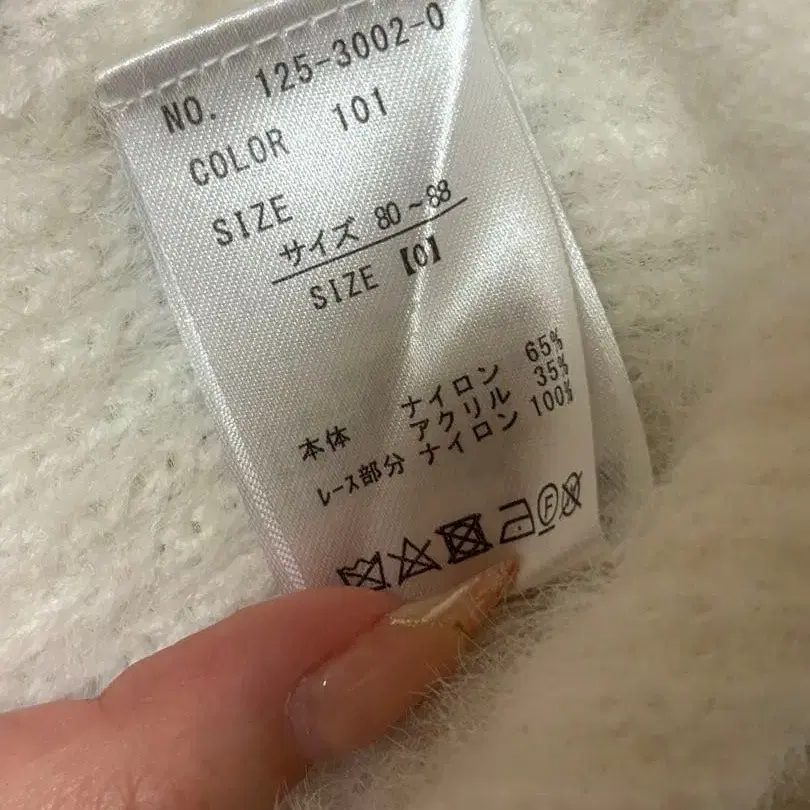 NO. 125-3002-0
COLOR 101
SIZE
サイズ 80~88
SIZE 【0】
本体 ナイロン 65%
アクリル 35%
レース部分 ナイロン 100%
F